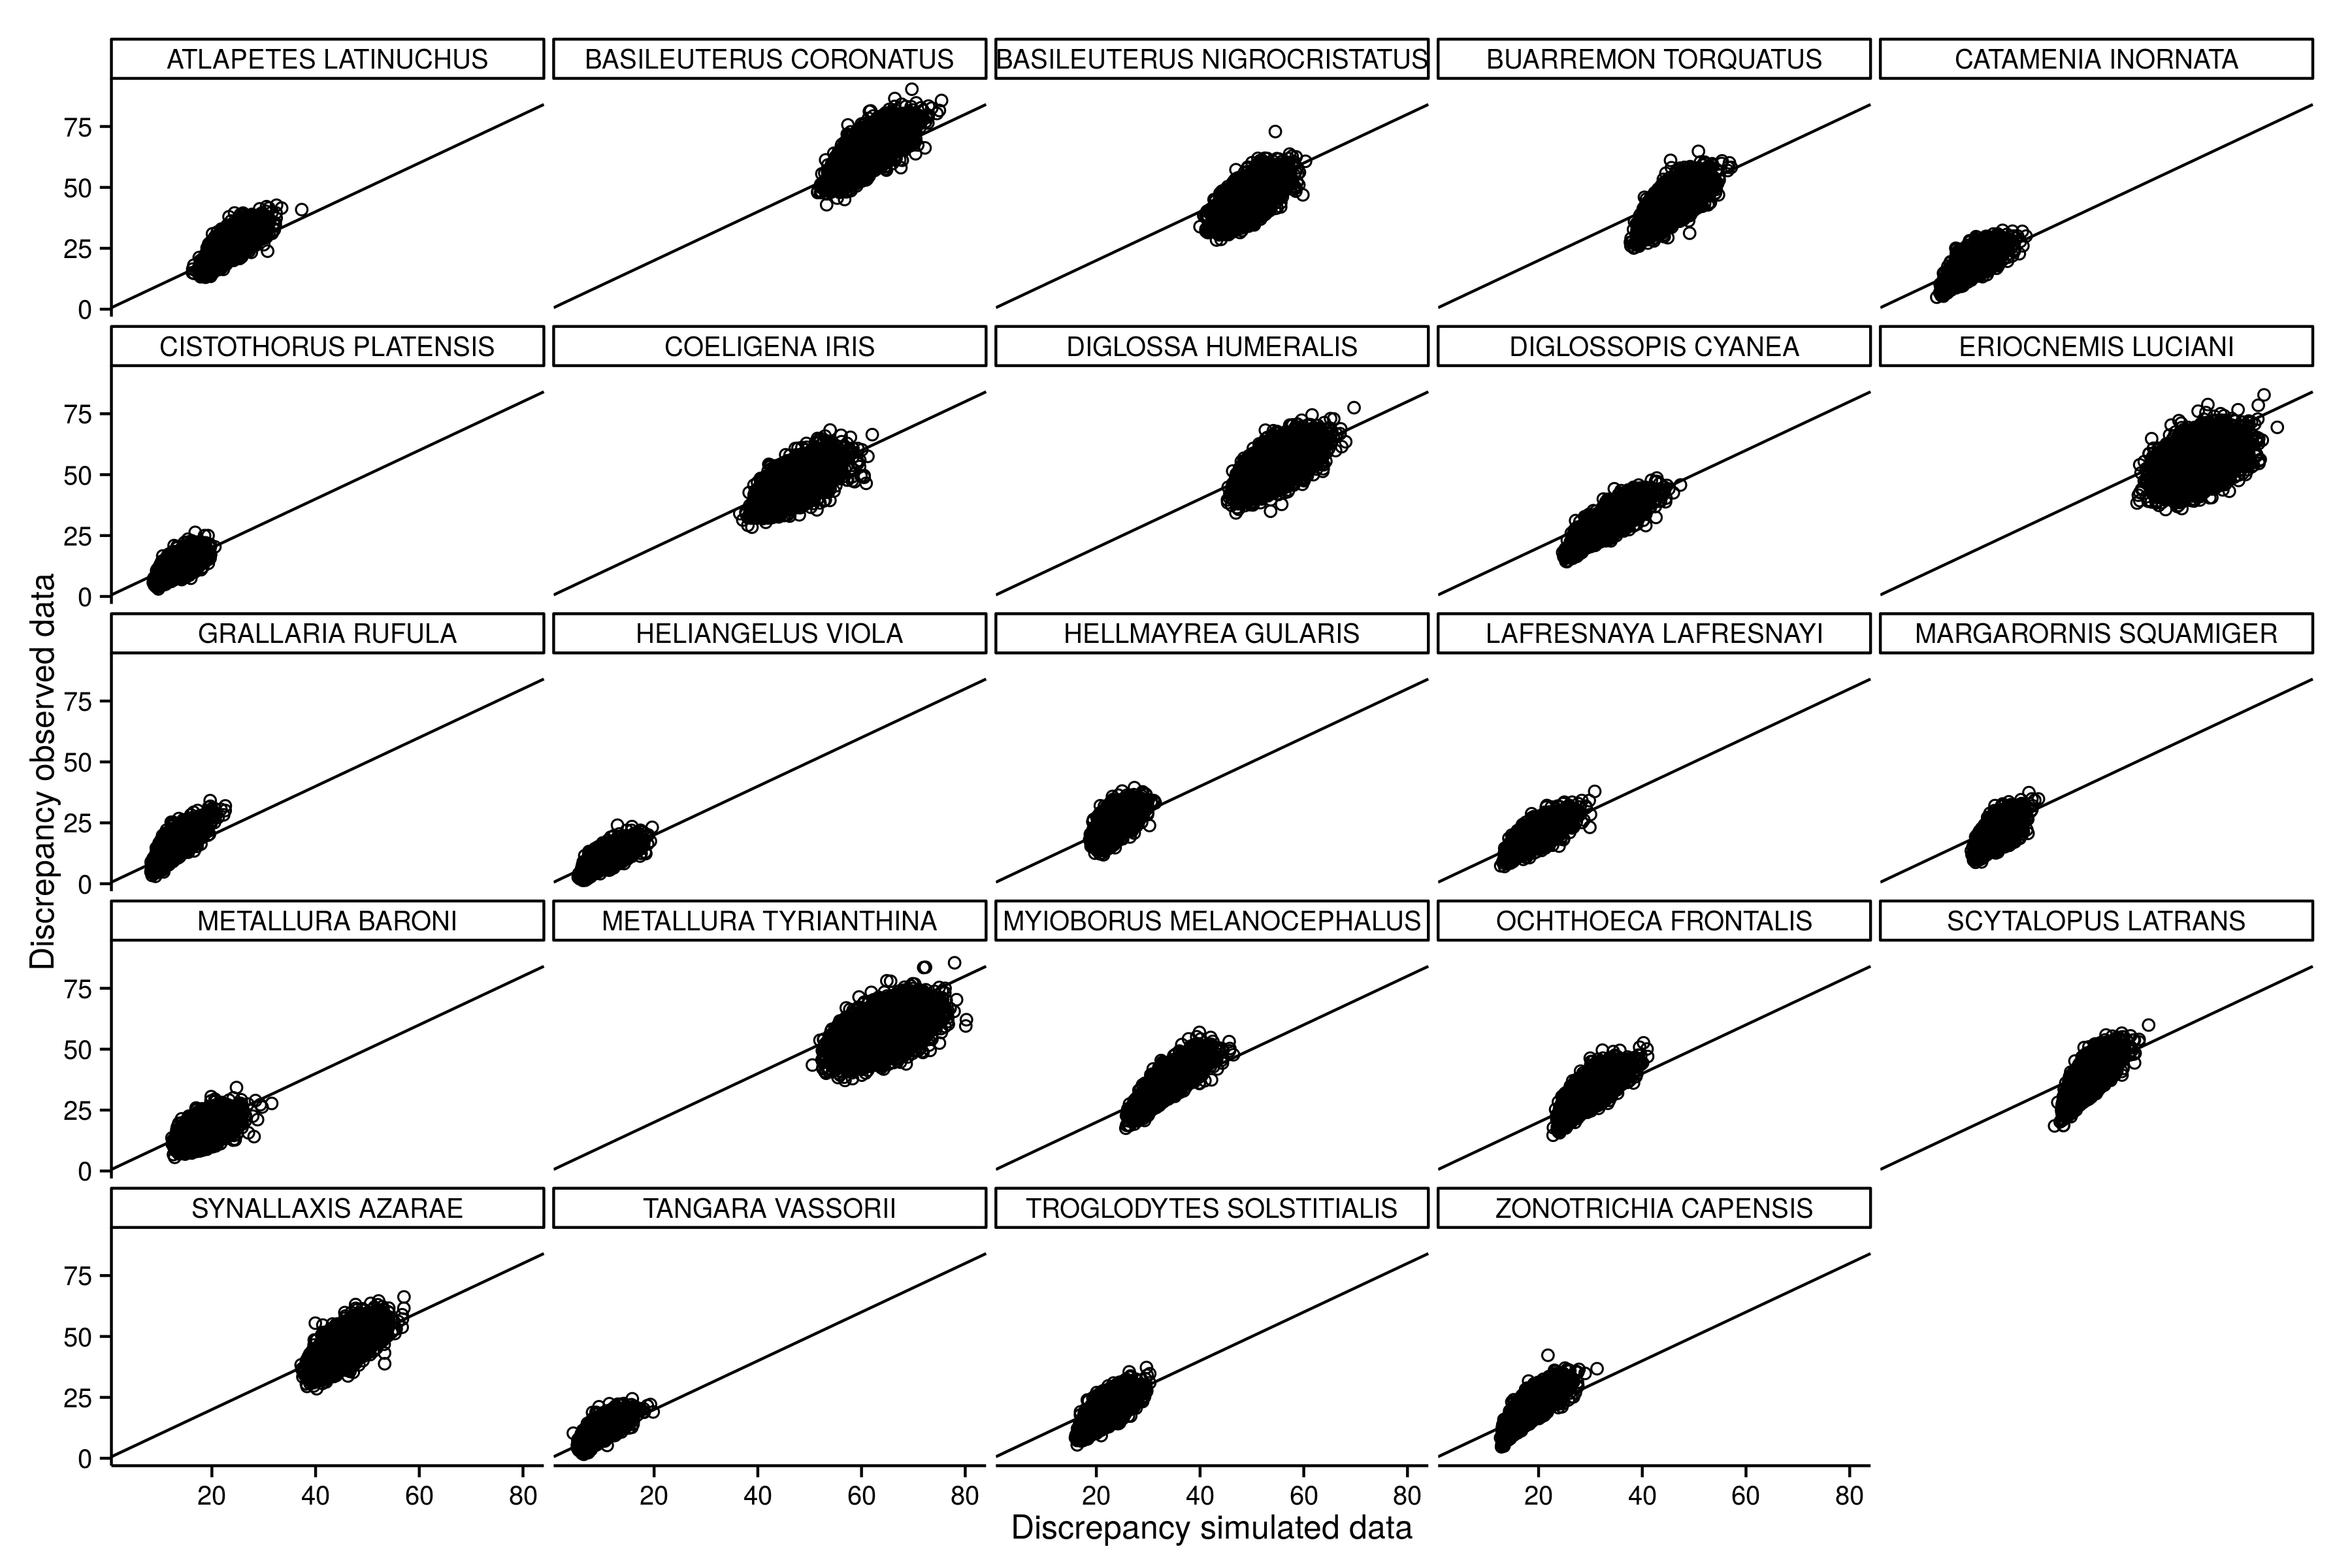 ATLAPETES LATINUCHUS
BASILEUTERUS CORONATUS
BASILEUTERUS NIGROCRISTATUS
BUARREMON TORQUATUS
CATAMENIA INORNATA
75
50
25
0
CISTOTHORUS PLATENSIS
COELIGENA IRIS
DIGLOSSA HUMERALIS
DIGLOSSOPIS CYANEA
ERIOCNEMIS LUCIANI
75
50
25
0
GRALLARIA RUFULA
HELIANGELUS VIOLA
HELLMAYREA GULARIS
LAFRESNAYA LAFRESNAYI
MARGARORNIS SQUAMIGER
75
50
25
0
METALLURA BARONI
METALLURA TYRIANTHINA
MYIOBORUS MELANOCEPHALUS
OCHTHOECA FRONTALIS
SCYTALOPUS LATRANS
75
50
25
0
SYNALLAXIS AZARAE
TANGARA VASSORII
TROGLODYTES SOLSTITIALIS
ZONOTRICHIA CAPENSIS
75
50
25
0
20 40 60 80
20 40 60 80
20 40 60 80
20 40 60 80
Discrepancy simulated data
Discrepancy observed data